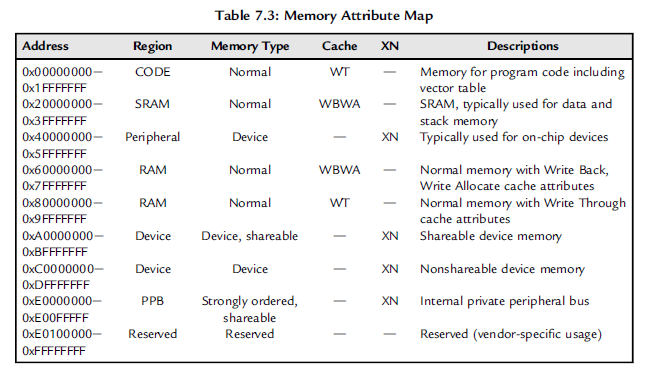 Table 7.3: Memory Attribute Map
Address Region Memory Type Cache XN Descriptions
0x00000000— CODE Normal WT — Memory for program code including
0x1FFFFFFF vector table
0x20000000— SRAM Normal WBWA — SRAM, typically used for data and
0x3FFFFFFF stack memory
0x40000000— Peripheral Device — XN Typically used for on-chip devices
0x5FFFFFFF
0x60000000— RAM Normal WBWA — Normal memory with Write Back,
0x7FFFFFFF Write Allocate cache attributes
0x80000000— RAM Normal WT — Normal memory with Write Through
0x9FFFFFFF cache attributes
0xA0000000— Device Device, shareable — XN Shareable device memory
0xBFFFFFFF
0xC0000000— Device Device — XN Nonshareable device memory
0xDFFFFFFF
0xE0000000— PPB Strongly ordered, — XN Internal private peripheral bus
0xE00FFFFF shareable
0xE0100000— Reserved Reserved — — Reserved (vendor-specific usage)
0xFFFFFFFF